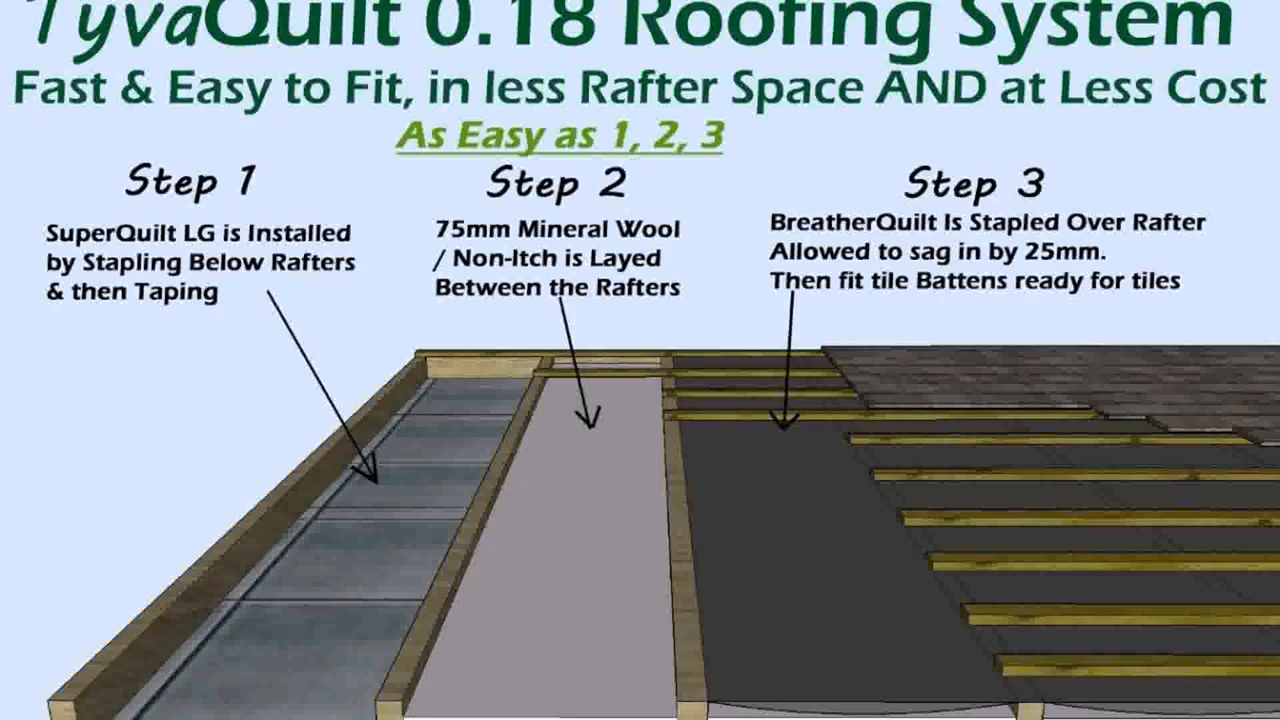 TyvaQuilt 0.18 Roofing System
Fast & Easy to Fit, in less Rafter Space AND at Less Cost
As Easy as 1, 2, 3
Step 1
SuperQuilt LG is Installed
by Stapling Below Rafters
& then Taping
Step 2
75mm Mineral Wool
/ Non-Itch is Layed
Between the Rafters
Step 3
BreatherQuilt Is Stapled Over Rafter
Allowed to sag in by 25mm.
Then fit tile Battens ready for tiles